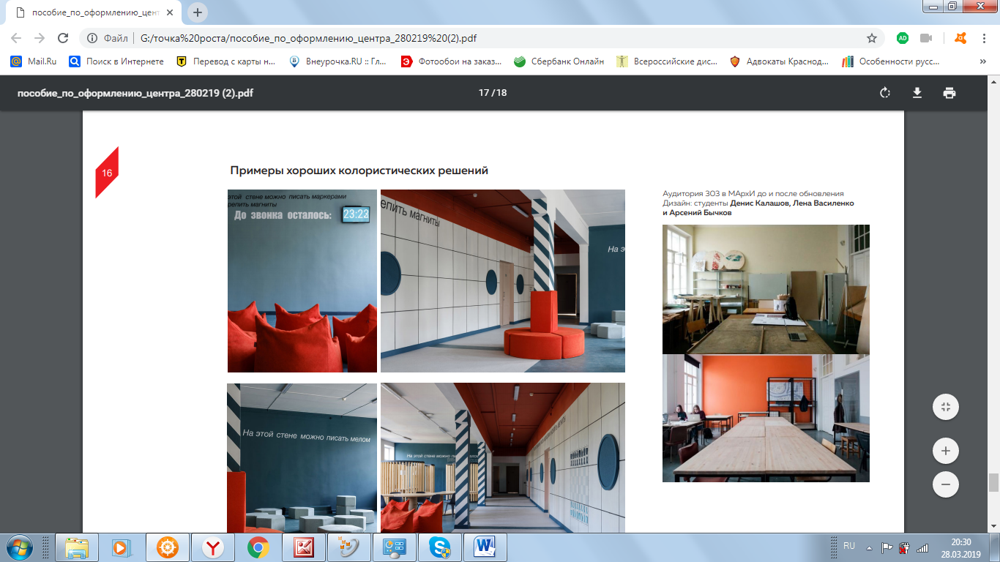 пособие_по_оформлению_цент
Файл
G:/точка%20роста/пособие_по_оформлению_центра_280219%20(2).pdf
AD
Mail.Ru
Поиск в Интернете
Перевод с карты н...
Внеурочка.RU :: Гл...
Фотообои на заказ...
Сбербанк Онлайн
Всероссийские дис...
Адвокаты Краснод...
Особенности русс...
»
пособие_по_оформлению_центра_280219 (2).pdf
17 / 18
16
Примеры хороших колористических решений
Аудитория 303 в МАрхИ до и после обновления
Дизайн: студенты Денис Калашов, Лена Василенко
и Арсений Бычков
этой стене можно писать маркерами
репить магниты
До звонка осталось:
23:23
епить магниты
На э
На этой стене можно писать мелом
На этой стене можно пи
RU
20:30
28.03.2019